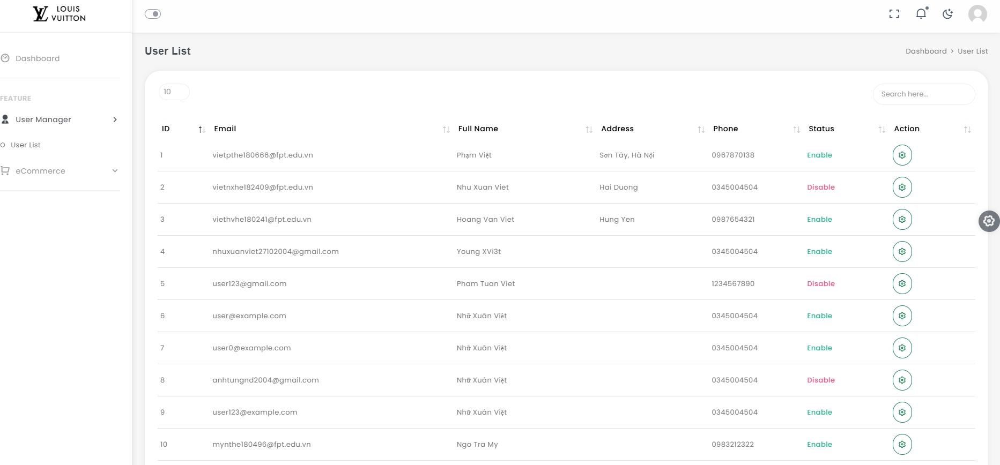 LOUIS
VUITTON
Dashboard
FEATURE
User Manager
User List
eCommerce
User List
Dashboard > User List
10
Search here...
ID Email Full Name Address Phone Status Action
1 vietpthe180666@fpt.edu.vn Phạm Việt Sơn Tây, Hà Nội 0967870138 Enable
2 vietnxhe182409@fpt.edu.vn Nhu Xuan Viet Hai Duong 0345004504 Disable
3 viethvhe180241@fpt.edu.vn Hoang Van Viet Hung Yen 0987654321 Enable
4 nhuxuanviet27102004@gmail.com Young XVi3t 0345004504 Enable
5 user123@gmail.com Pham Tuan Viet 1234567890 Disable
6 user@example.com Nhữ Xuân Việt 0345004504 Enable
7 user0@example.com Nhữ Xuân Việt 0345004504 Enable
8 anhtungnd2004@gmail.com Nhữ Xuân Việt 0345004504 Disable
9 user123@example.com Nhữ Xuân Việt 0345004504 Enable
10 mynthe180496@fpt.edu.vn Ngo Tra My 0983212322 Enable